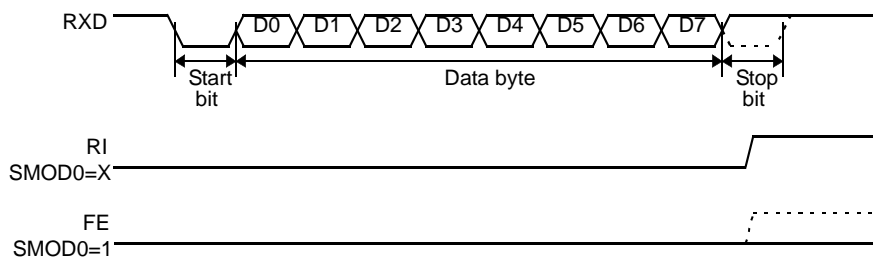 RXD
D0 D1 D2 D3 D4 D5 D6 D7
Start
bit
Data byte
Stop
bit
RI
SMOD0=X
FE
SMOD0=1